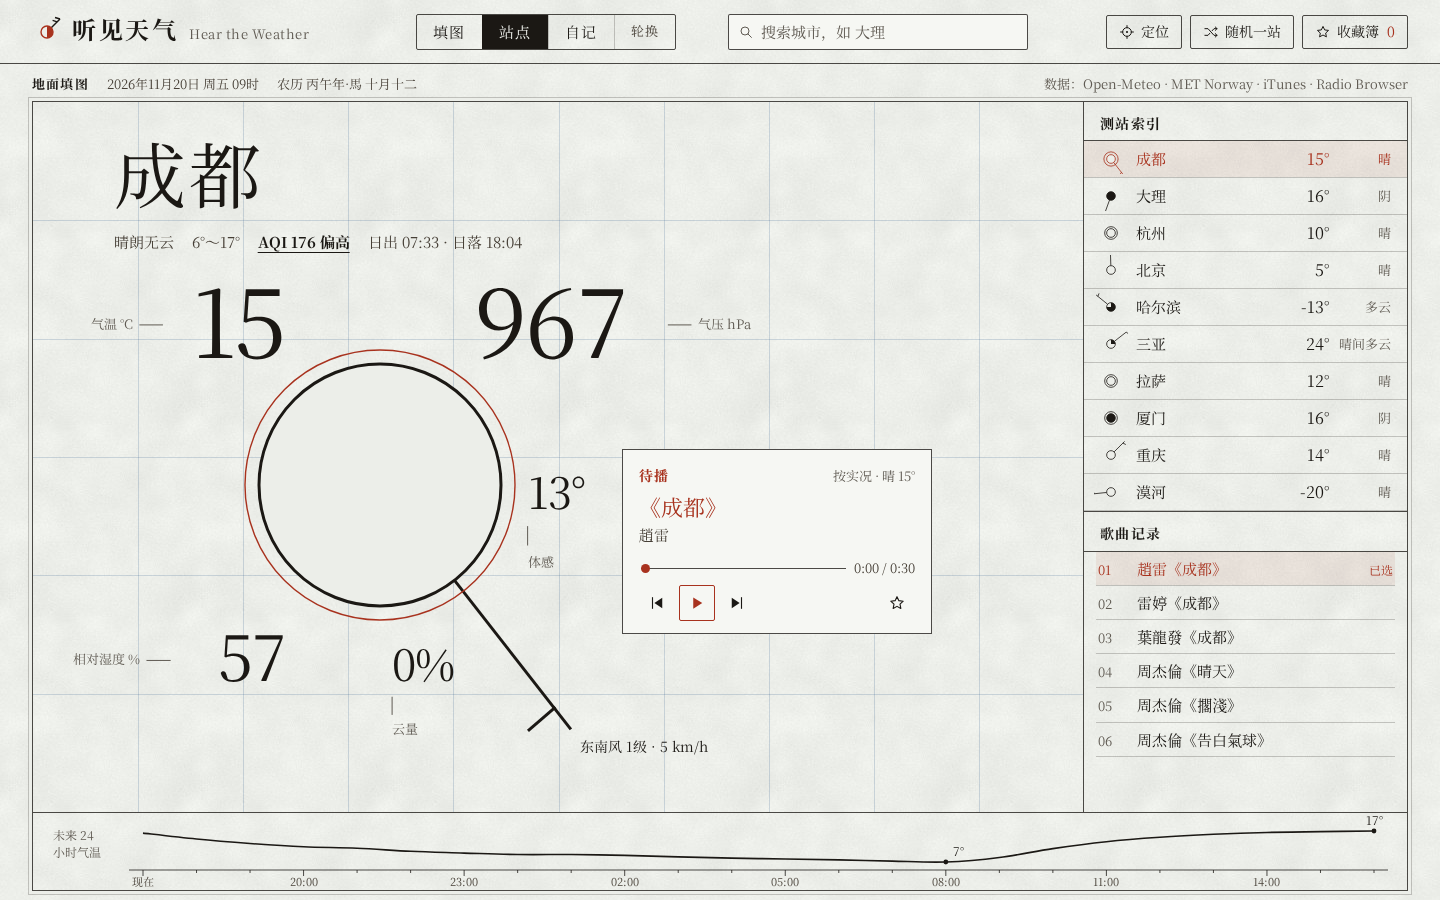 听见天气 Hear the Weather
填图 站点 自记 轮换
搜索城市，如 大理
定位 随机一站 收藏簿 0
地面填图 2026年11月20日 周五 09时 农历 丙午年·馬 十月十二
数据：Open-Meteo · MET Norway · iTunes · Radio Browser
成都
晴朗无云 6°～17° AQI 176 偏高 日出 07:33 · 日落 18:04
气温 °C 15
967 气压 hPa
13°
体感
相对湿度 % 57
0%
云量
东南风 1级 · 5 km/h
待播 按实况 · 晴 15°
《成都》
趙雷
0:00 / 0:30
测站索引
成都 15° 晴
大理 16° 阴
杭州 10° 晴
北京 5° 晴
哈尔滨 -13° 多云
三亚 24° 晴间多云
拉萨 12° 晴
厦门 16° 阴
重庆 14° 晴
漠河 -20° 晴
歌曲记录
01 趙雷《成都》 已选
02 雷婷《成都》
03 葉龍發《成都》
04 周杰倫《晴天》
05 周杰倫《擱淺》
06 周杰倫《告白氣球》
未来 24
小时气温
7°
17°
现在 20:00 23:00 02:00 05:00 08:00 11:00 14:00